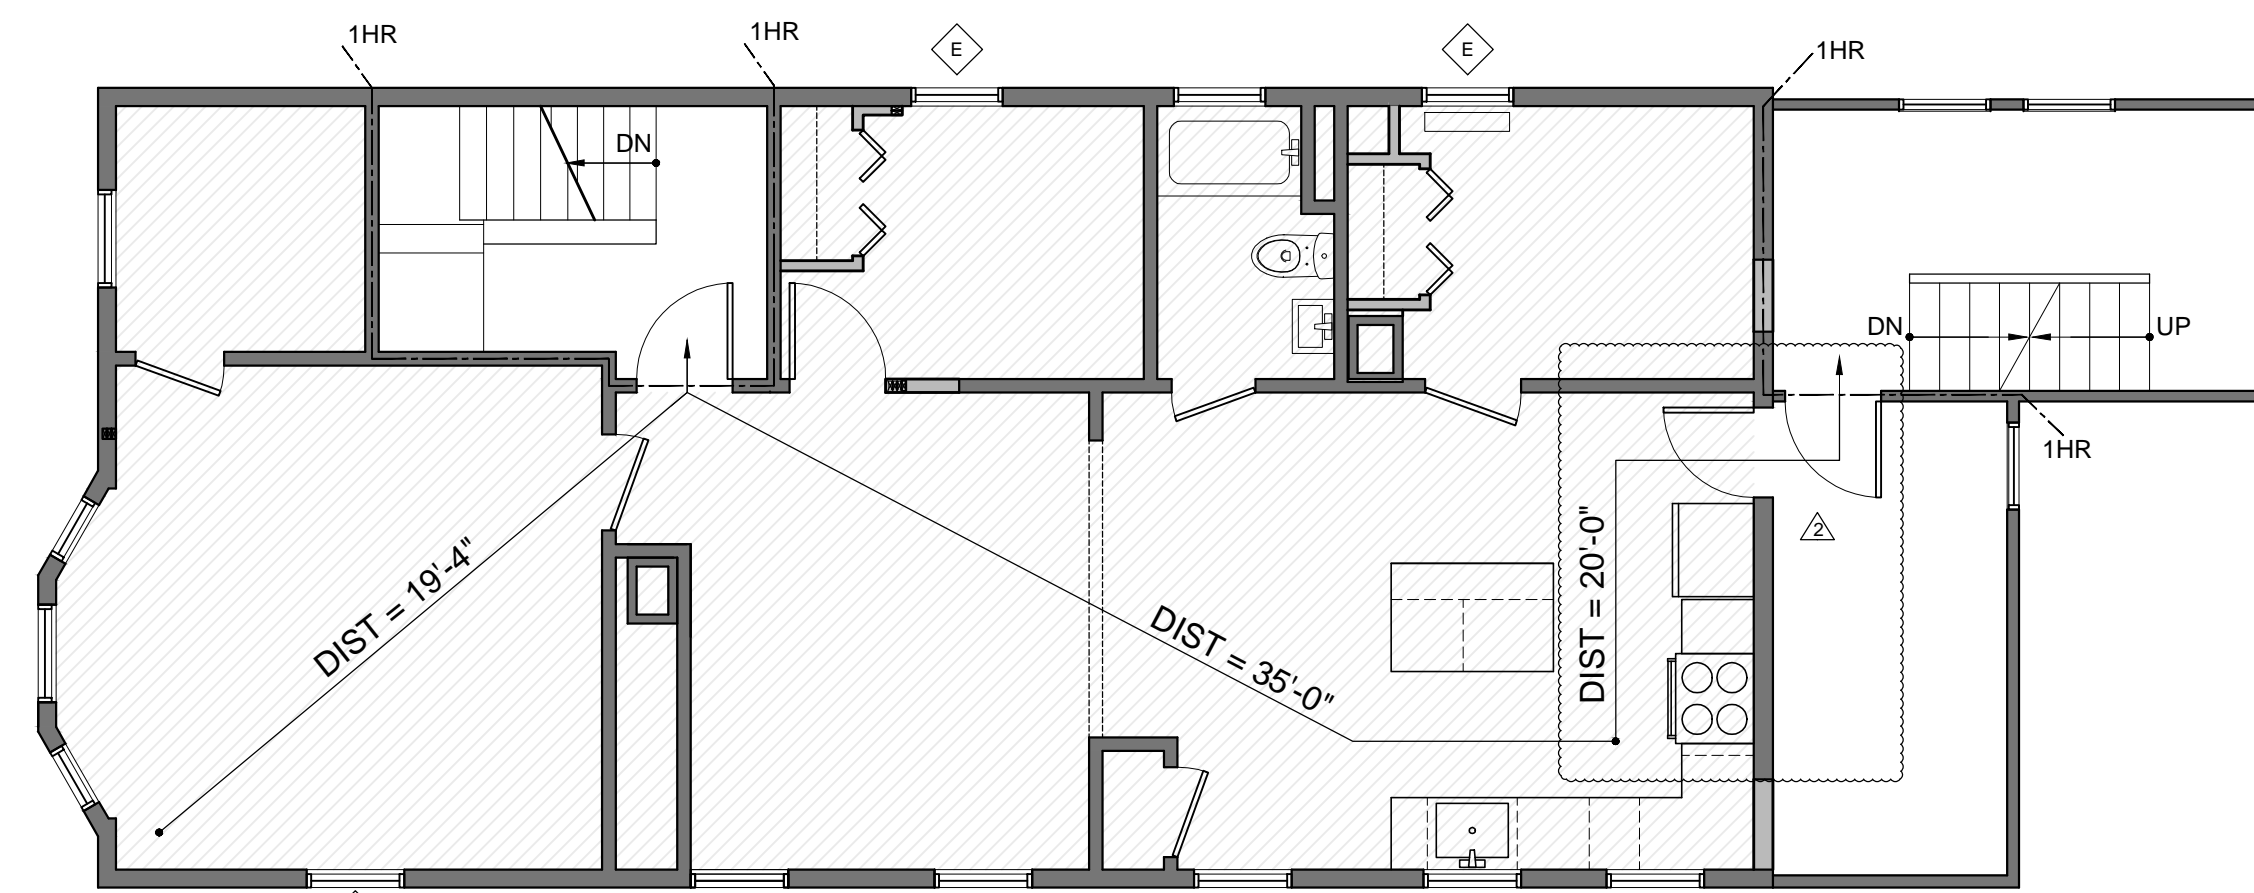 1HR
1HR
E
E
1HR
DN
DN
UP
1HR
2
DIST = 19'-4"
DIST = 35'-0"
DIST = 20'-0"